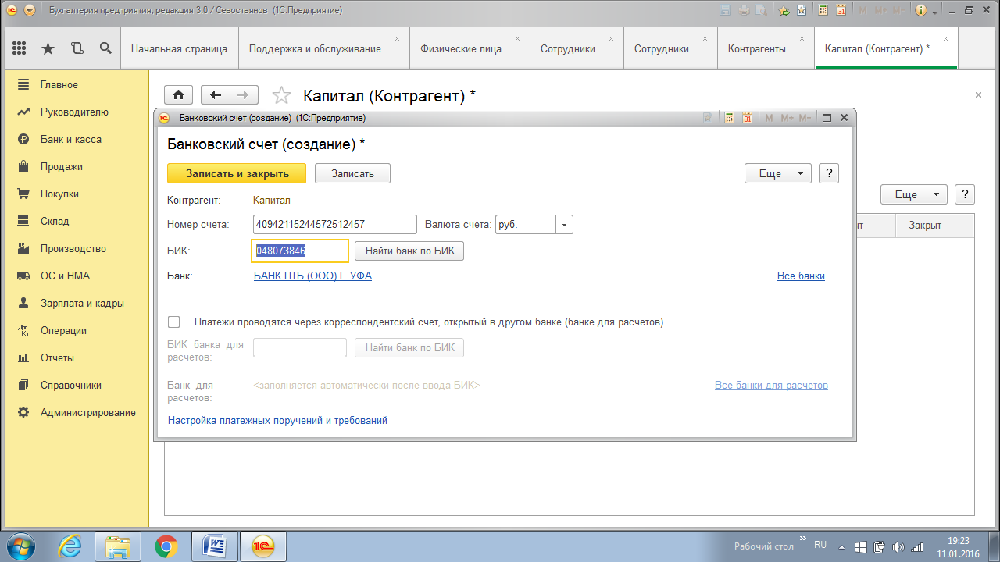 Бухгалтерия предприятия, редакция 3.0 / Севостьянов (1С:Предприятие)
M M+ M-
Начальная страница
Поддержка и обслуживание
Физические лица
Сотрудники
Сотрудники
Контрагенты
Капитал (Контрагент) *
Главное
Руководителю
Банк и касса
Продажи
Покупки
Склад
Производство
ОС и НМА
Зарплата и кадры
Операции
Отчеты
Справочники
Администрирование
Капитал (Контрагент) *
Еще
?
Закрыт
Банковский счет (создание) (1С:Предприятие)
M M+ M-
Банковский счет (создание) *
Записать и закрыть
Записать
Еще
?
Контрагент: Капитал
Номер счета: 40942115244572512457 Валюта счета: руб.
БИК: 048073846 Найти банк по БИК
Банк: БАНК ПТБ (ООО) Г. УФА Все банки
Платежи проводятся через корреспондентский счет, открытый в другом банке (банке для расчетов)
БИК банка для
расчетов:
Найти банк по БИК
Банк для
расчетов:
<заполняется автоматически после ввода БИК>
Все банки для расчетов
Настройка платежных поручений и требований
Рабочий стол
RU
19:23
11.01.2016